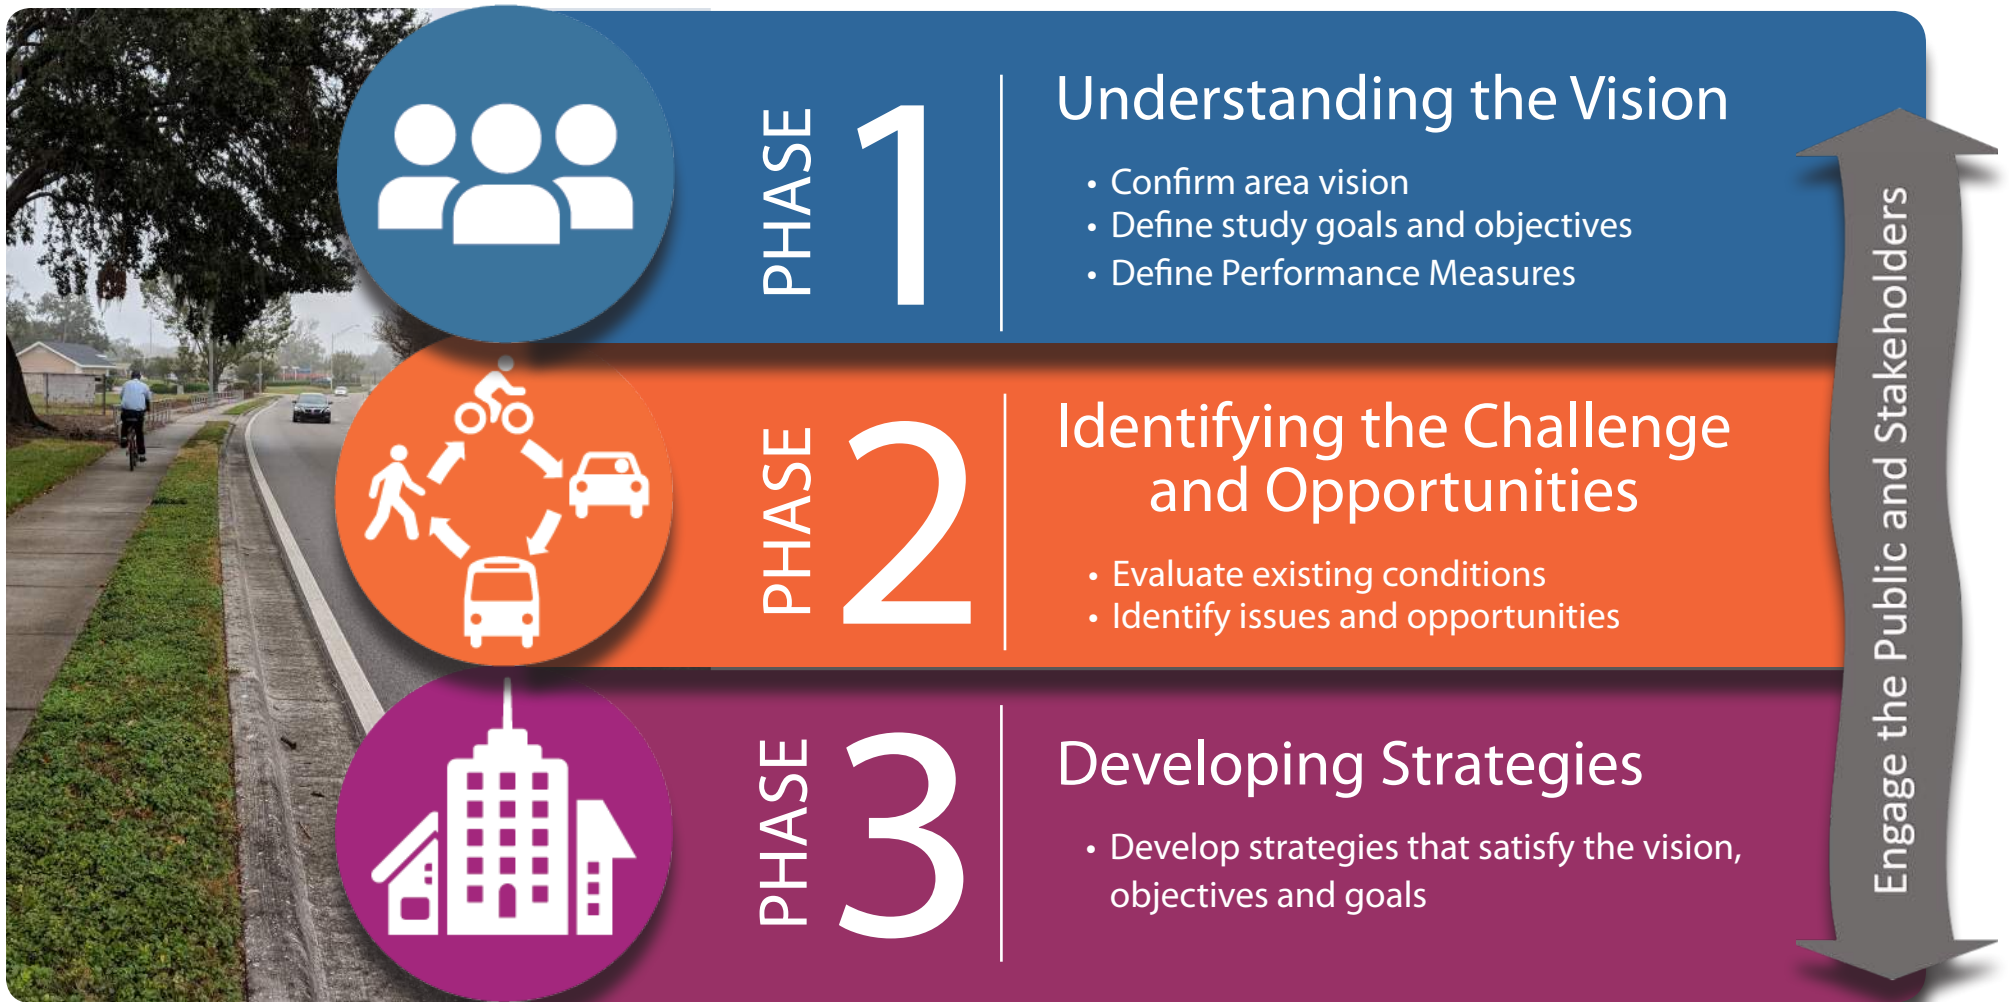 PHASE 1
Understanding the Vision
• Confirm area vision
• Define study goals and objectives
• Define Performance Measures
PHASE 2
Identifying the Challenge
and Opportunities
• Evaluate existing conditions
• Identify issues and opportunities
PHASE 3
Developing Strategies
• Develop strategies that satisfy the vision,
objectives and goals
Engage the Public and Stakeholders